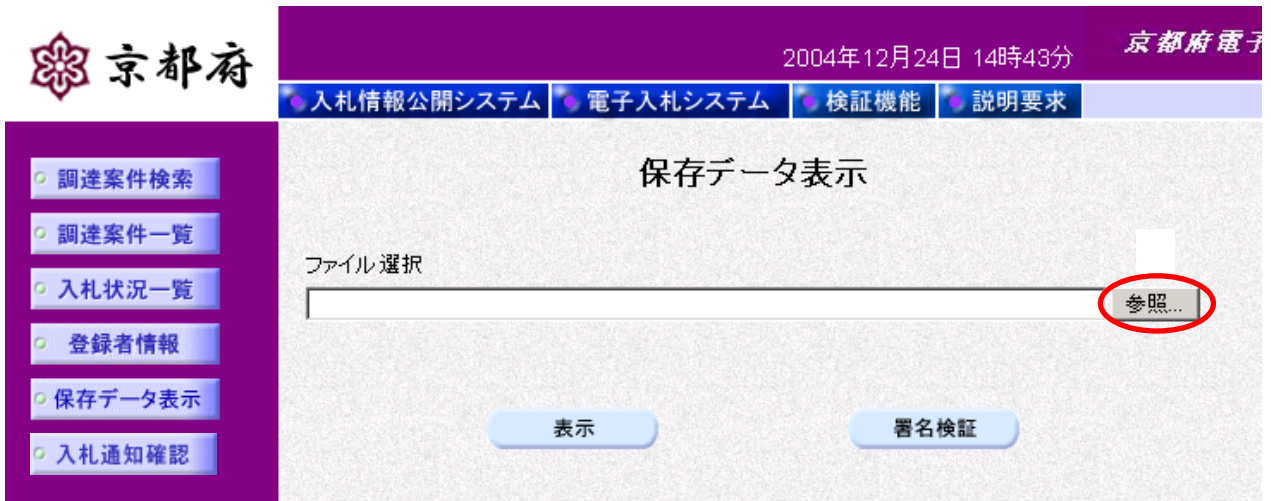 京都府
2004年12月24日 14時43分
京都府電子
入札情報公開システム 電子入札システム 検証機能 説明要求
調達案件検索
調達案件一覧
入札状況一覧
登録者情報
保存データ表示
入札通知確認
保存データ表示
ファイル選択
参照...
表示 署名検証